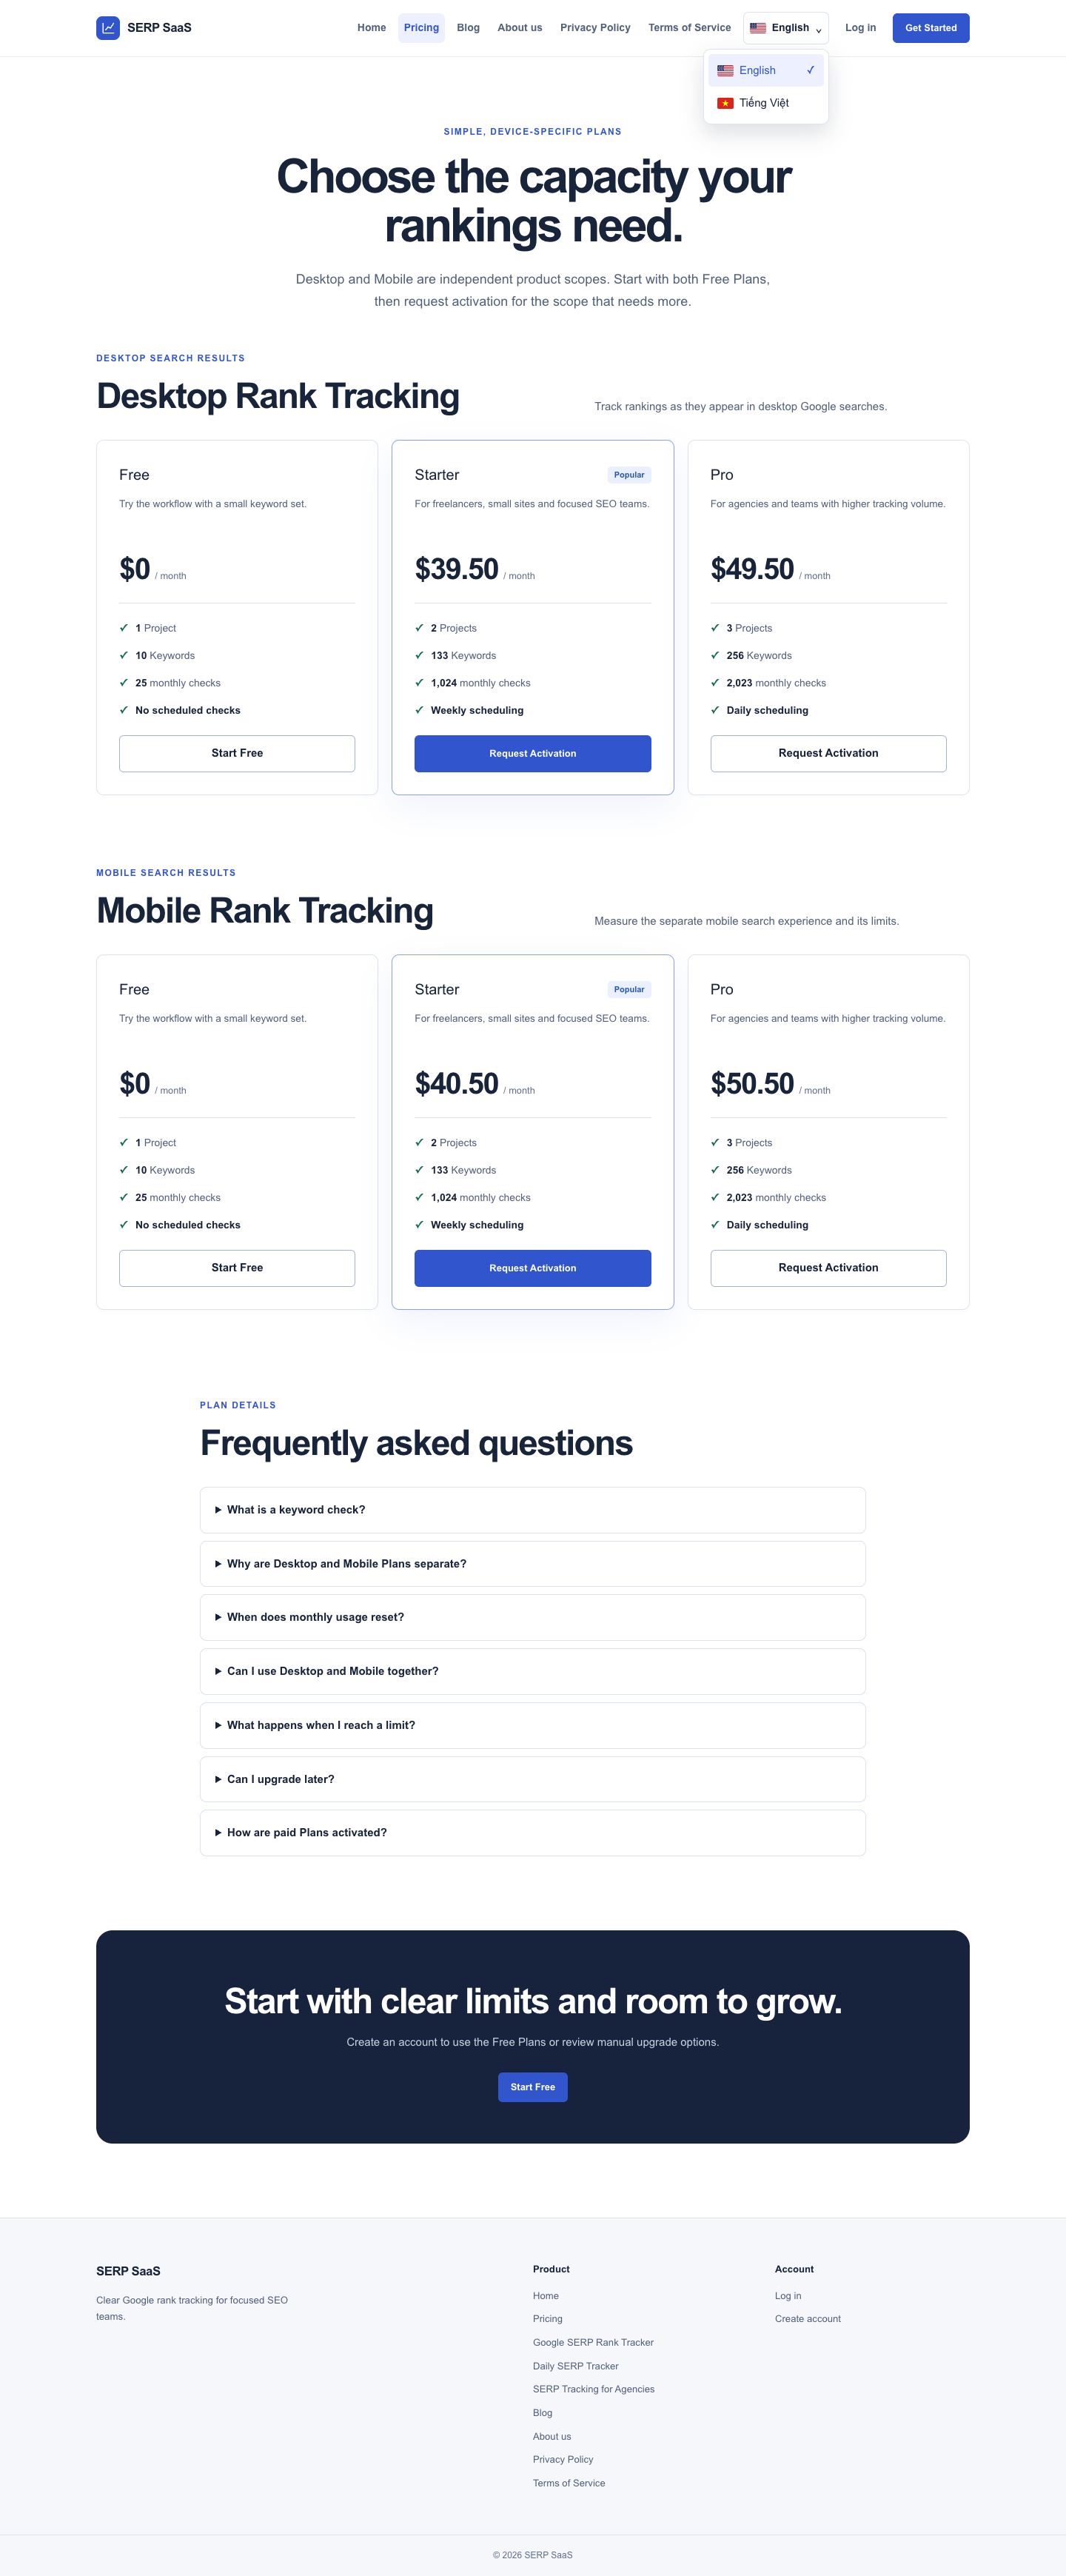 SERP SaaS
Home
Pricing
Blog
About us
Privacy Policy
Terms of Service
English
Log in
Get Started
English ✓
Tiếng Việt
SIMPLE, DEVICE-SPECIFIC PLANS
Choose the capacity your
rankings need.
Desktop and Mobile are independent product scopes. Start with both Free Plans,
then request activation for the scope that needs more.
DESKTOP SEARCH RESULTS
Desktop Rank Tracking
Track rankings as they appear in desktop Google searches.
Free
Try the workflow with a small keyword set.
$0 / month
✓ 1 Project
✓ 10 Keywords
✓ 25 monthly checks
✓ No scheduled checks
Start Free
Starter
Popular
For freelancers, small sites and focused SEO teams.
$39.50 / month
✓ 2 Projects
✓ 133 Keywords
✓ 1,024 monthly checks
✓ Weekly scheduling
Request Activation
Pro
For agencies and teams with higher tracking volume.
$49.50 / month
✓ 3 Projects
✓ 256 Keywords
✓ 2,023 monthly checks
✓ Daily scheduling
Request Activation
MOBILE SEARCH RESULTS
Mobile Rank Tracking
Measure the separate mobile search experience and its limits.
Free
Try the workflow with a small keyword set.
$0 / month
✓ 1 Project
✓ 10 Keywords
✓ 25 monthly checks
✓ No scheduled checks
Start Free
Starter
Popular
For freelancers, small sites and focused SEO teams.
$40.50 / month
✓ 2 Projects
✓ 133 Keywords
✓ 1,024 monthly checks
✓ Weekly scheduling
Request Activation
Pro
For agencies and teams with higher tracking volume.
$50.50 / month
✓ 3 Projects
✓ 256 Keywords
✓ 2,023 monthly checks
✓ Daily scheduling
Request Activation
PLAN DETAILS
Frequently asked questions
What is a keyword check?
Why are Desktop and Mobile Plans separate?
When does monthly usage reset?
Can I use Desktop and Mobile together?
What happens when I reach a limit?
Can I upgrade later?
How are paid Plans activated?
Start with clear limits and room to grow.
Create an account to use the Free Plans or review manual upgrade options.
Start Free
SERP SaaS
Clear Google rank tracking for focused SEO
teams.
Product
Home
Pricing
Google SERP Rank Tracker
Daily SERP Tracker
SERP Tracking for Agencies
Blog
About us
Privacy Policy
Terms of Service
Account
Log in
Create account
© 2026 SERP SaaS